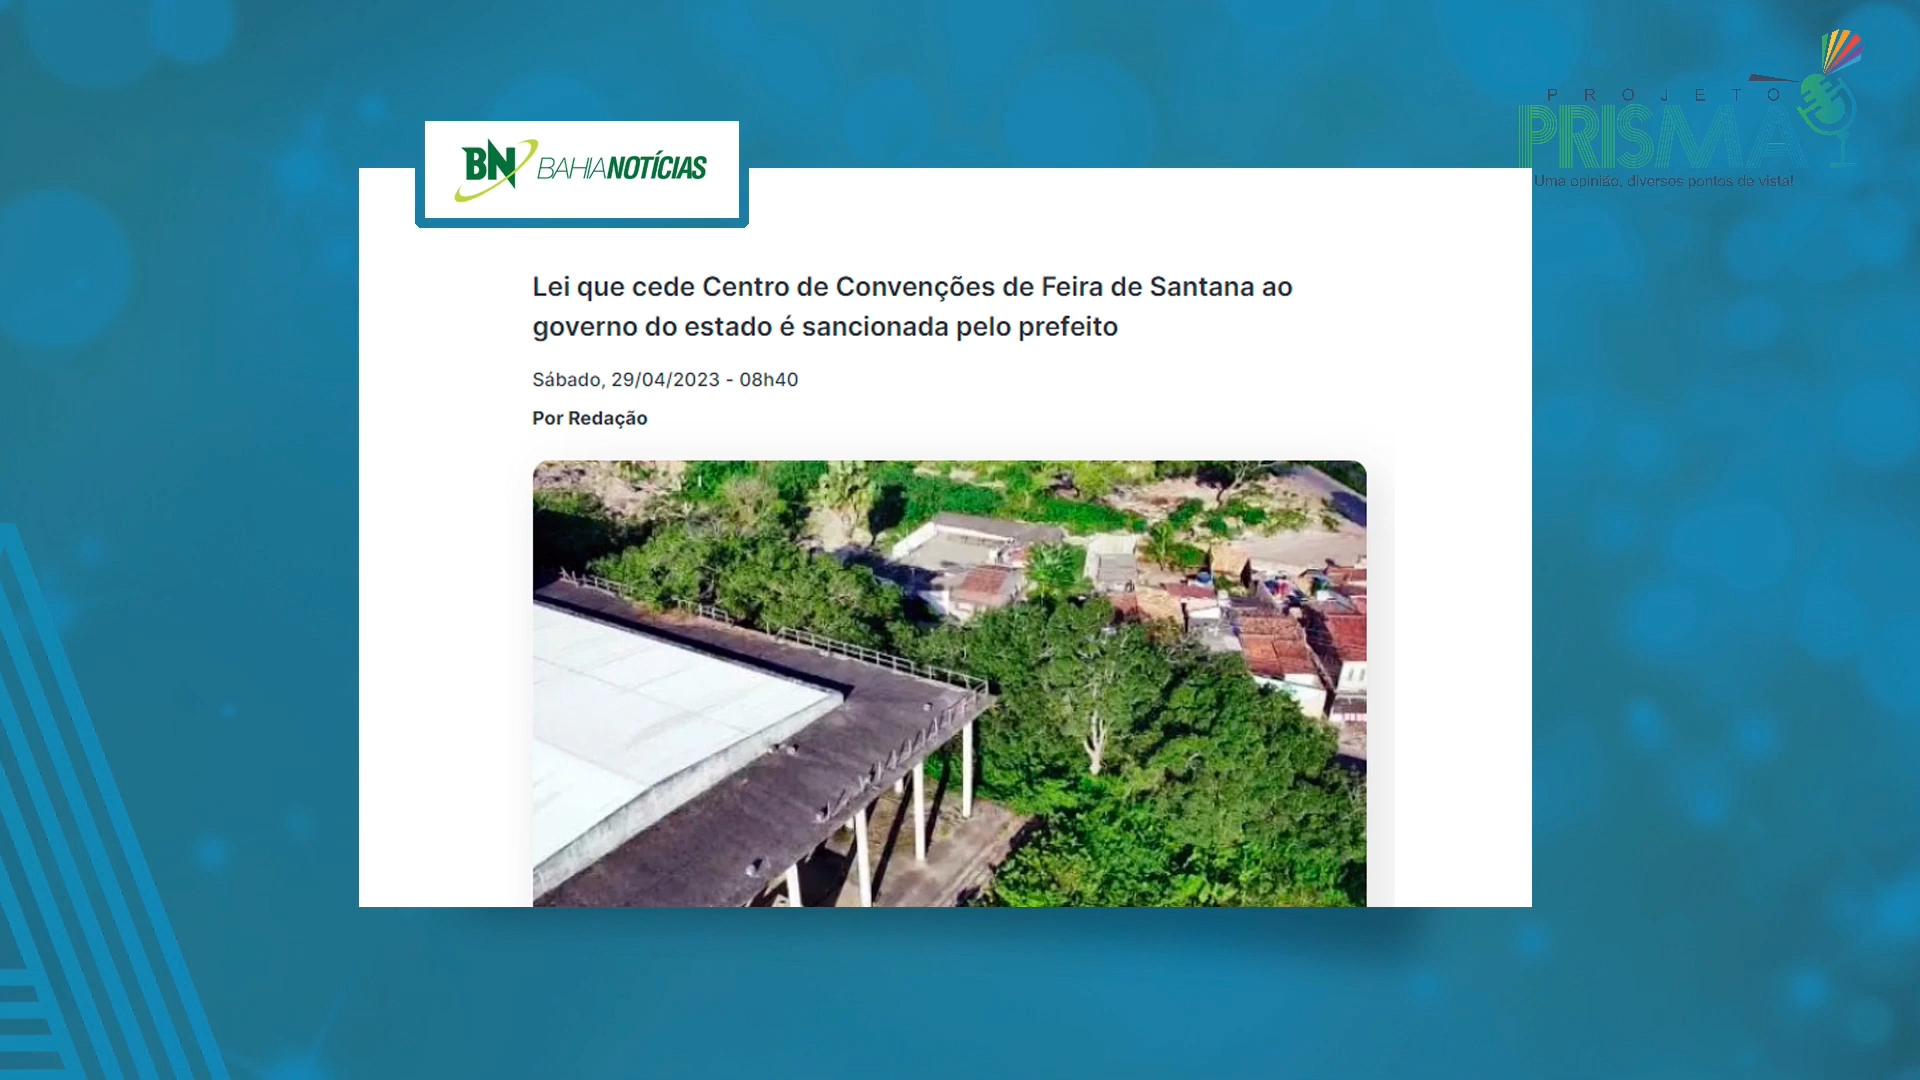 PROJETO
PRISMA
Uma opinião, diversos pontos de vista!
BN BAHIANOTÍCIAS
Lei que cede Centro de Convenções de Feira de Santana ao
governo do estado é sancionada pelo prefeito
Sábado, 29/04/2023 - 08h40
Por Redação